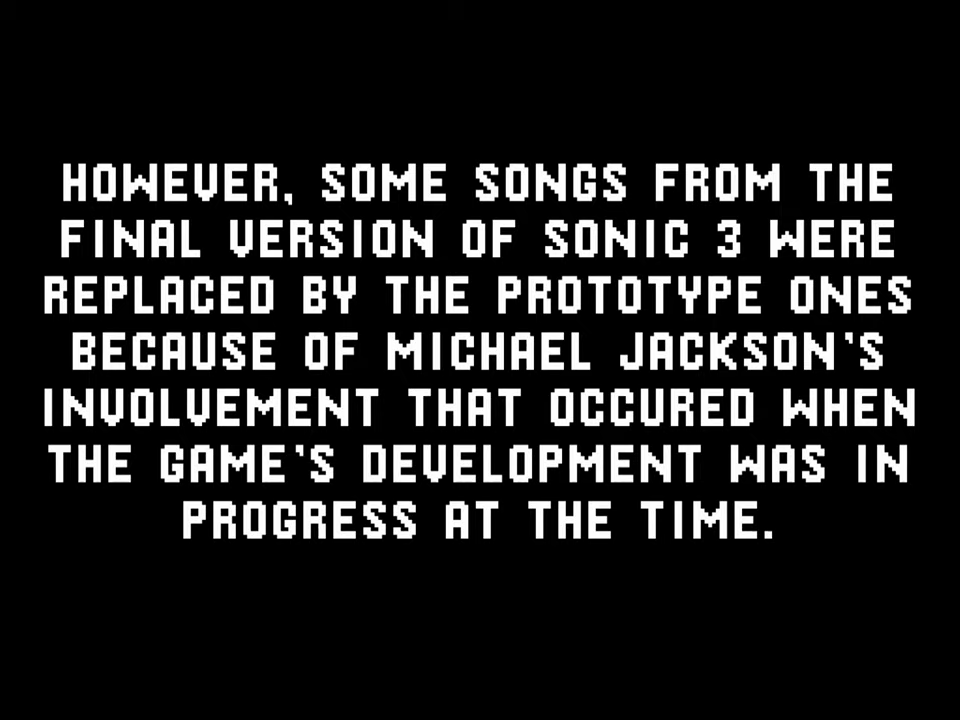 HOWEVER, SOME SONGS FROM THE
FINAL VERSION OF SONIC 3 WERE
REPLACED BY THE PROTOTYPE ONES
BECAUSE OF MICHAEL JACKSON'S
INVOLVEMENT THAT OCCURED WHEN
THE GAME'S DEVELOPMENT WAS IN
PROGRESS AT THE TIME.